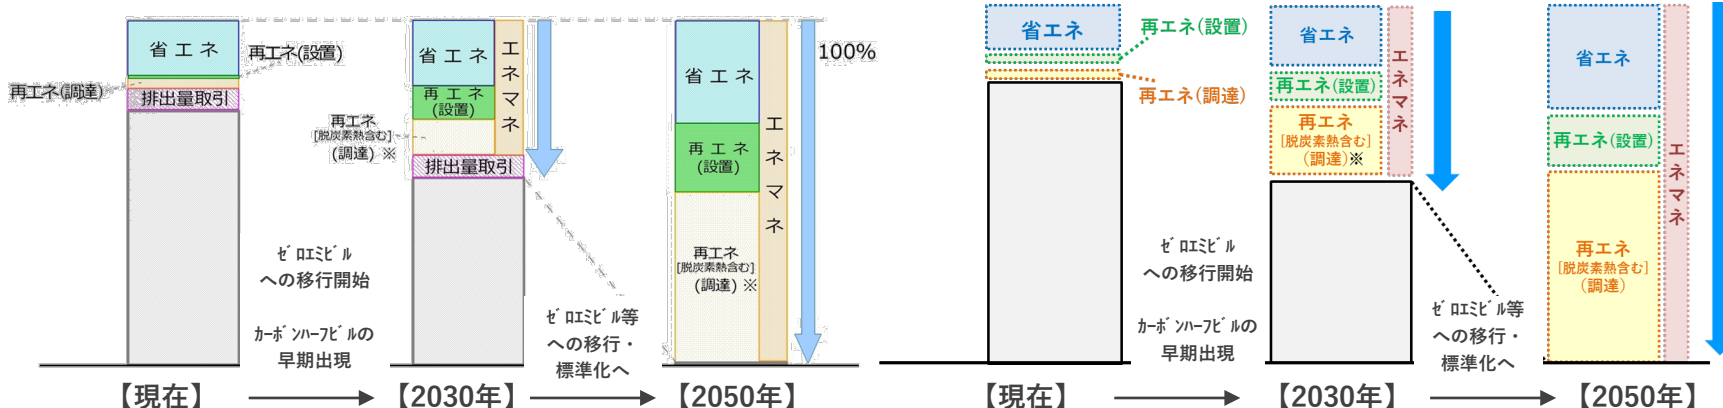 省エネ
再エネ(設置)
再エネ(調達)
排出量取引
【現在】
ゼロエミビル
への移行開始
カーボンハーフビルの
早期出現
省エネ
再エネ
(設置)
再エネ
[脱炭素熱含む]
(調達)※
排出量取引
エネマネ
【2030年】
ゼロエミビル等
への移行・
標準化へ
省エネ
再エネ
(設置)
再エネ
[脱炭素熱含む]
(調達)※
エネマネ
100%
【2050年】
省エネ
再エネ(設置)
再エネ(調達)
【現在】
ゼロエミビル
への移行開始
カーボンハーフビルの
早期出現
省エネ
再エネ(設置)
再エネ
[脱炭素熱含む]
(調達)※
エネマネ
【2030年】
ゼロエミビル等
への移行・
標準化へ
省エネ
再エネ(設置)
再エネ
[脱炭素熱含む]
(調達)
エネマネ
【2050年】